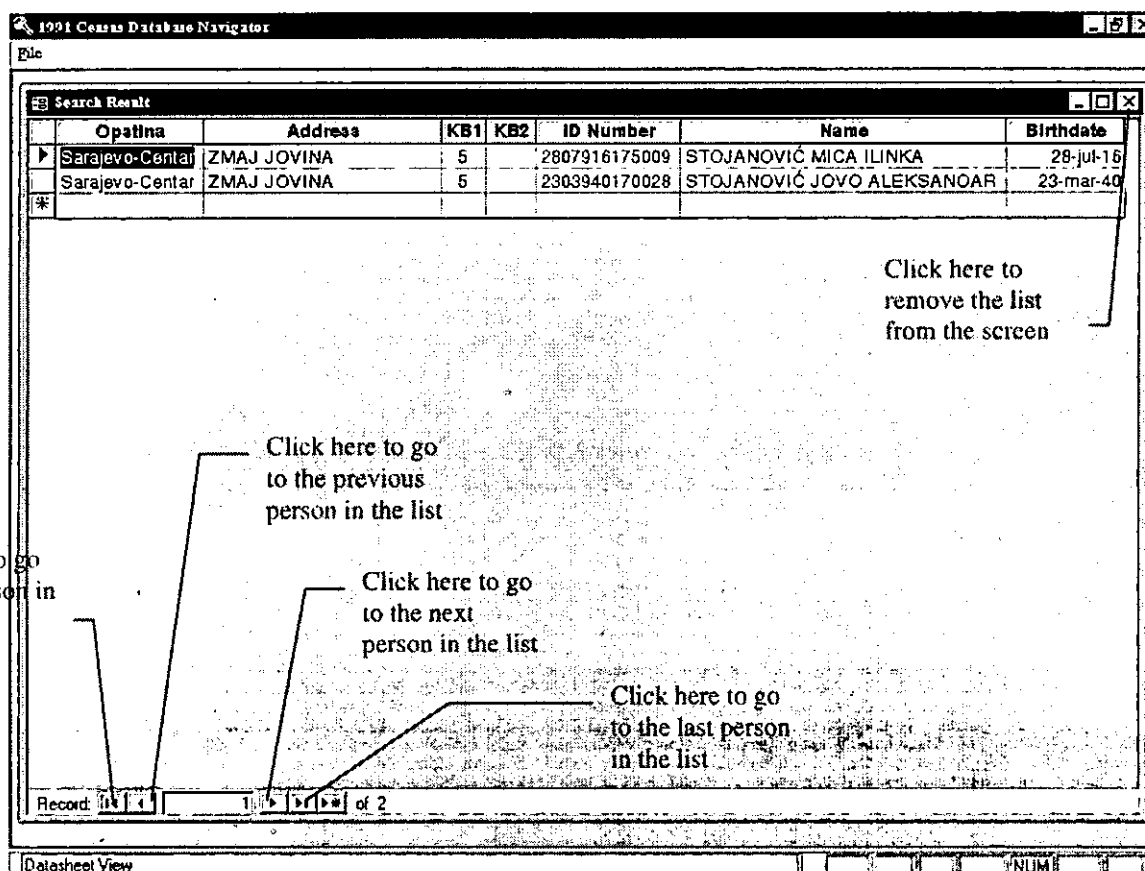 1991 Census Database Navigator
File
Search Result
Opstina Address KB1 KB2 ID Number Name Birthdate
Sarajevo-Centar ZMAJ JOVINA 5 2807916175009 STOJANOVIĆ MICA ILINKA 28-jul-16
Sarajevo-Centar ZMAJ JOVINA 5 2303940170028 STOJANOVIĆ JOVO ALEKSANDAR 23-mar-40
Click here to
remove the list
from the screen
Click here to go
to the previous
person in the list
go
in
Click here to go
to the next
person in the list
Click here to go
to the last person
in the list
Record: 1 of 2
Datasheet View NUM